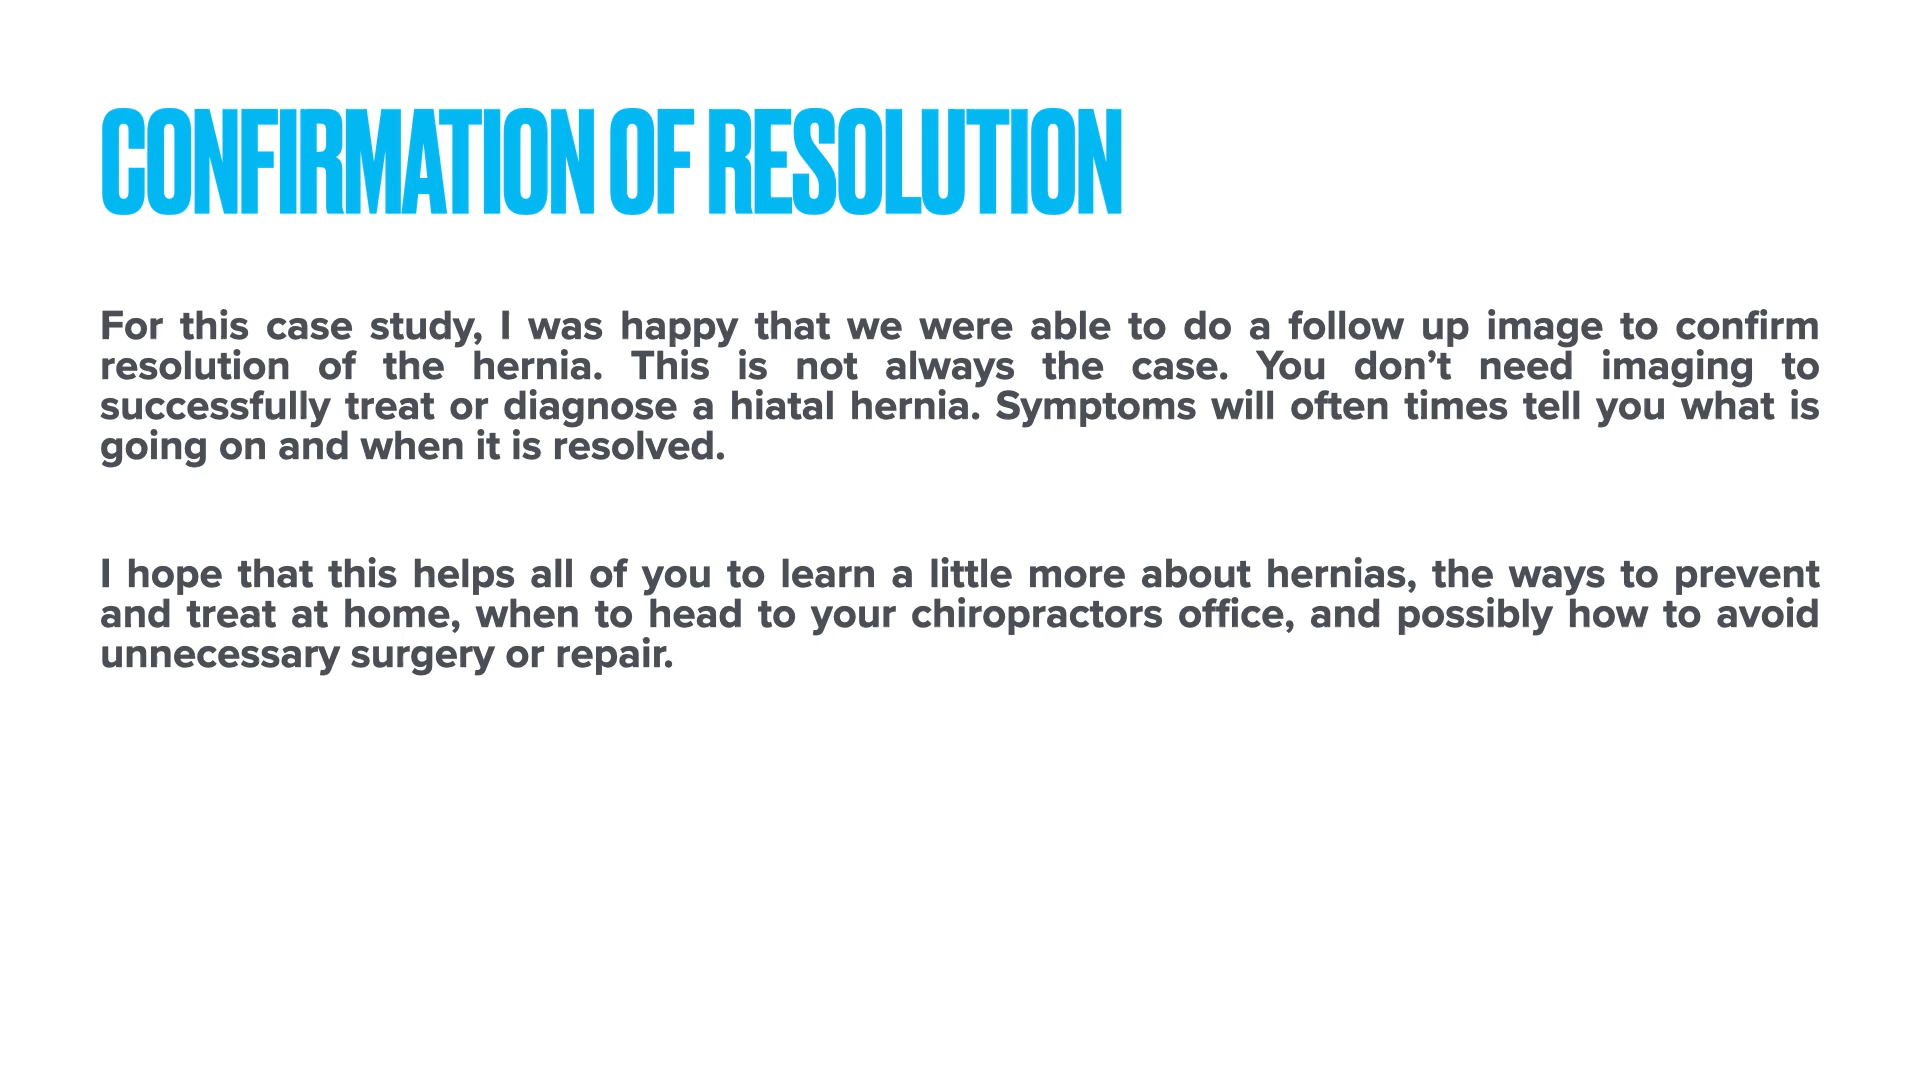 CONFIRMATION OF RESOLUTION
For this case study, I was happy that we were able to do a follow up image to confirm
resolution of the hernia. This is not always the case. You don’t need imaging to
successfully treat or diagnose a hiatal hernia. Symptoms will often times tell you what is
going on and when it is resolved.
I hope that this helps all of you to learn a little more about hernias, the ways to prevent
and treat at home, when to head to your chiropractors office, and possibly how to avoid
unnecessary surgery or repair.